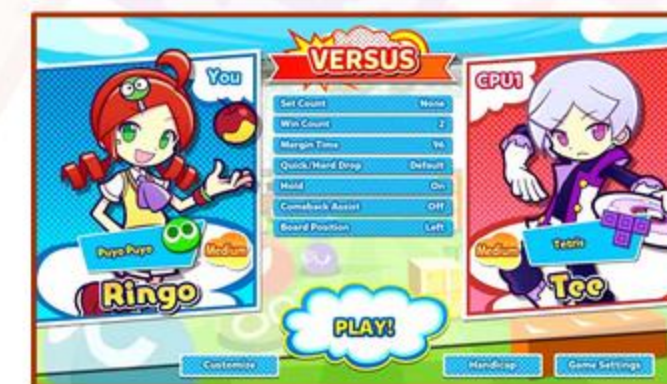 VERSUS
You
CPU1
Set Count None
Win Count 2
Margin Time 96
Quick/Hard Drop Default
Hold On
Comeback Assist Off
Board Position Left
Puyo Puyo
Medium
Ringo
Medium
Tetris
Tee
PLAY!
Customize
Handicap
Game Settings